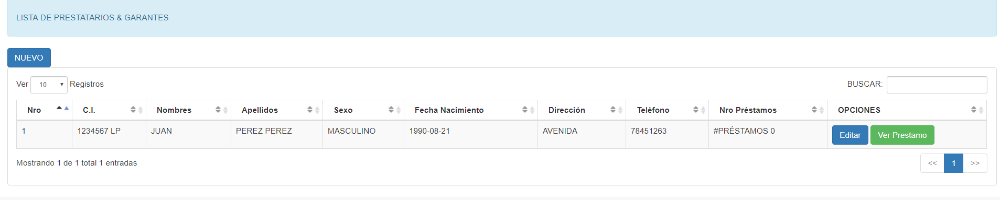 LISTA DE PRESTATARIOS & GARANTES
NUEVO
Ver 10 Registros BUSCAR:
Nro C.I. Nombres Apellidos Sexo Fecha Nacimiento Dirección Teléfono Nro Préstamos OPCIONES
1 1234567 LP JUAN PEREZ PEREZ MASCULINO 1990-08-21 AVENIDA 78451263 #PRÉSTAMOS 0 Editar Ver Prestamo
Mostrando 1 de 1 total 1 entradas << 1 >>